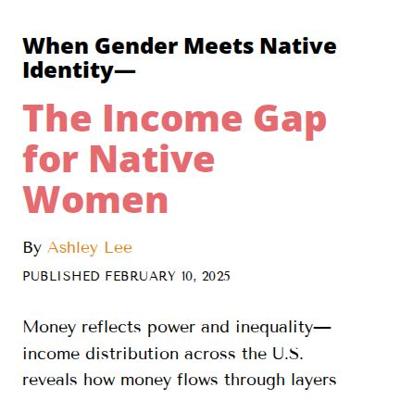 When Gender Meets Native
Identity—
The Income Gap
for Native
Women
By Ashley Lee
PUBLISHED FEBRUARY 10, 2025
Money reflects power and inequality—
income distribution across the U.S.
reveals how money flows through layers